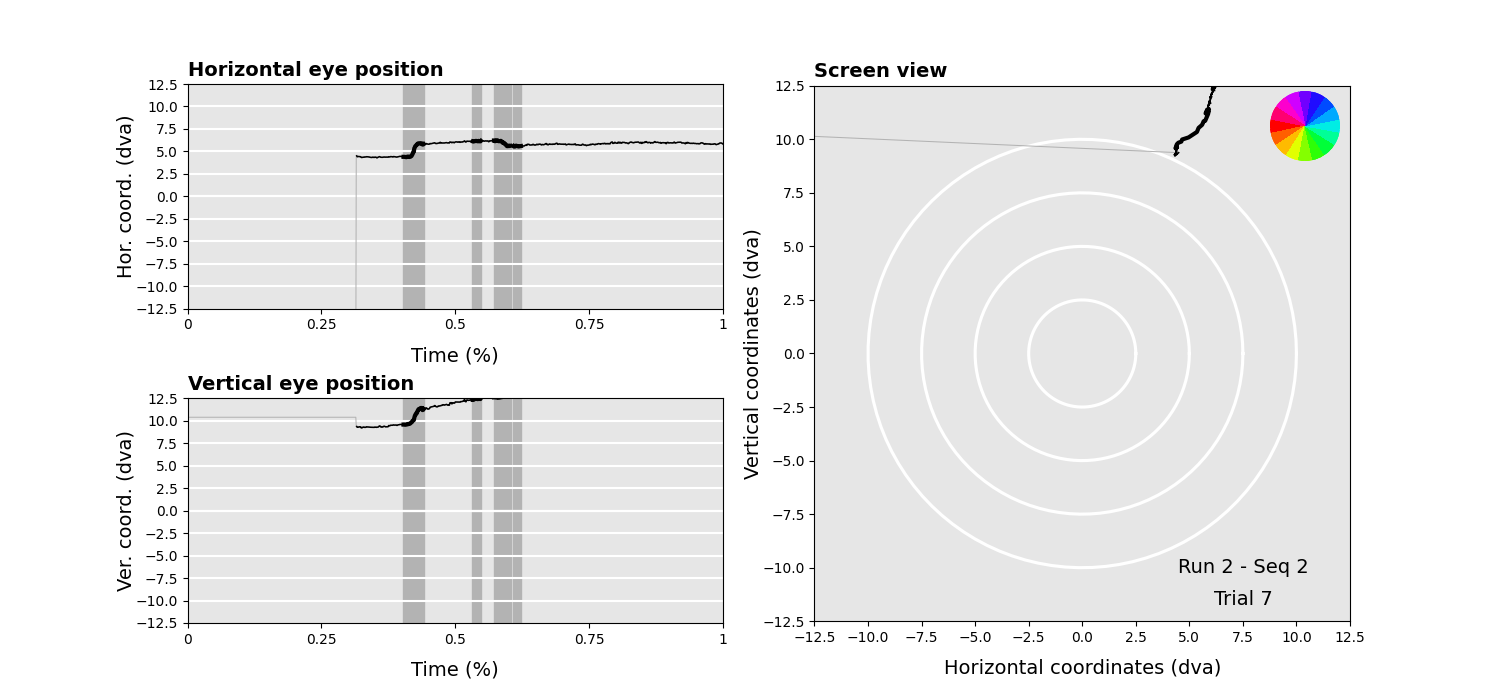 Horizontal eye position
12.5
10.0
7.5
5.0
2.5
0.0
−2.5
−5.0
−7.5
−10.0
−12.5
Hor. coord. (dva)
0 0.25 0.5 0.75 1
Time (%)
Vertical eye position
12.5
10.0
7.5
5.0
2.5
0.0
−2.5
−5.0
−7.5
−10.0
−12.5
Ver. coord. (dva)
0 0.25 0.5 0.75 1
Time (%)
Screen view
12.5
10.0
7.5
5.0
2.5
0.0
−2.5
−5.0
−7.5
−10.0
−12.5
Vertical coordinates (dva)
Run 2 - Seq 2
Trial 7
−12.5 −10.0 −7.5 −5.0 −2.5 0.0 2.5 5.0 7.5 10.0 12.5
Horizontal coordinates (dva)